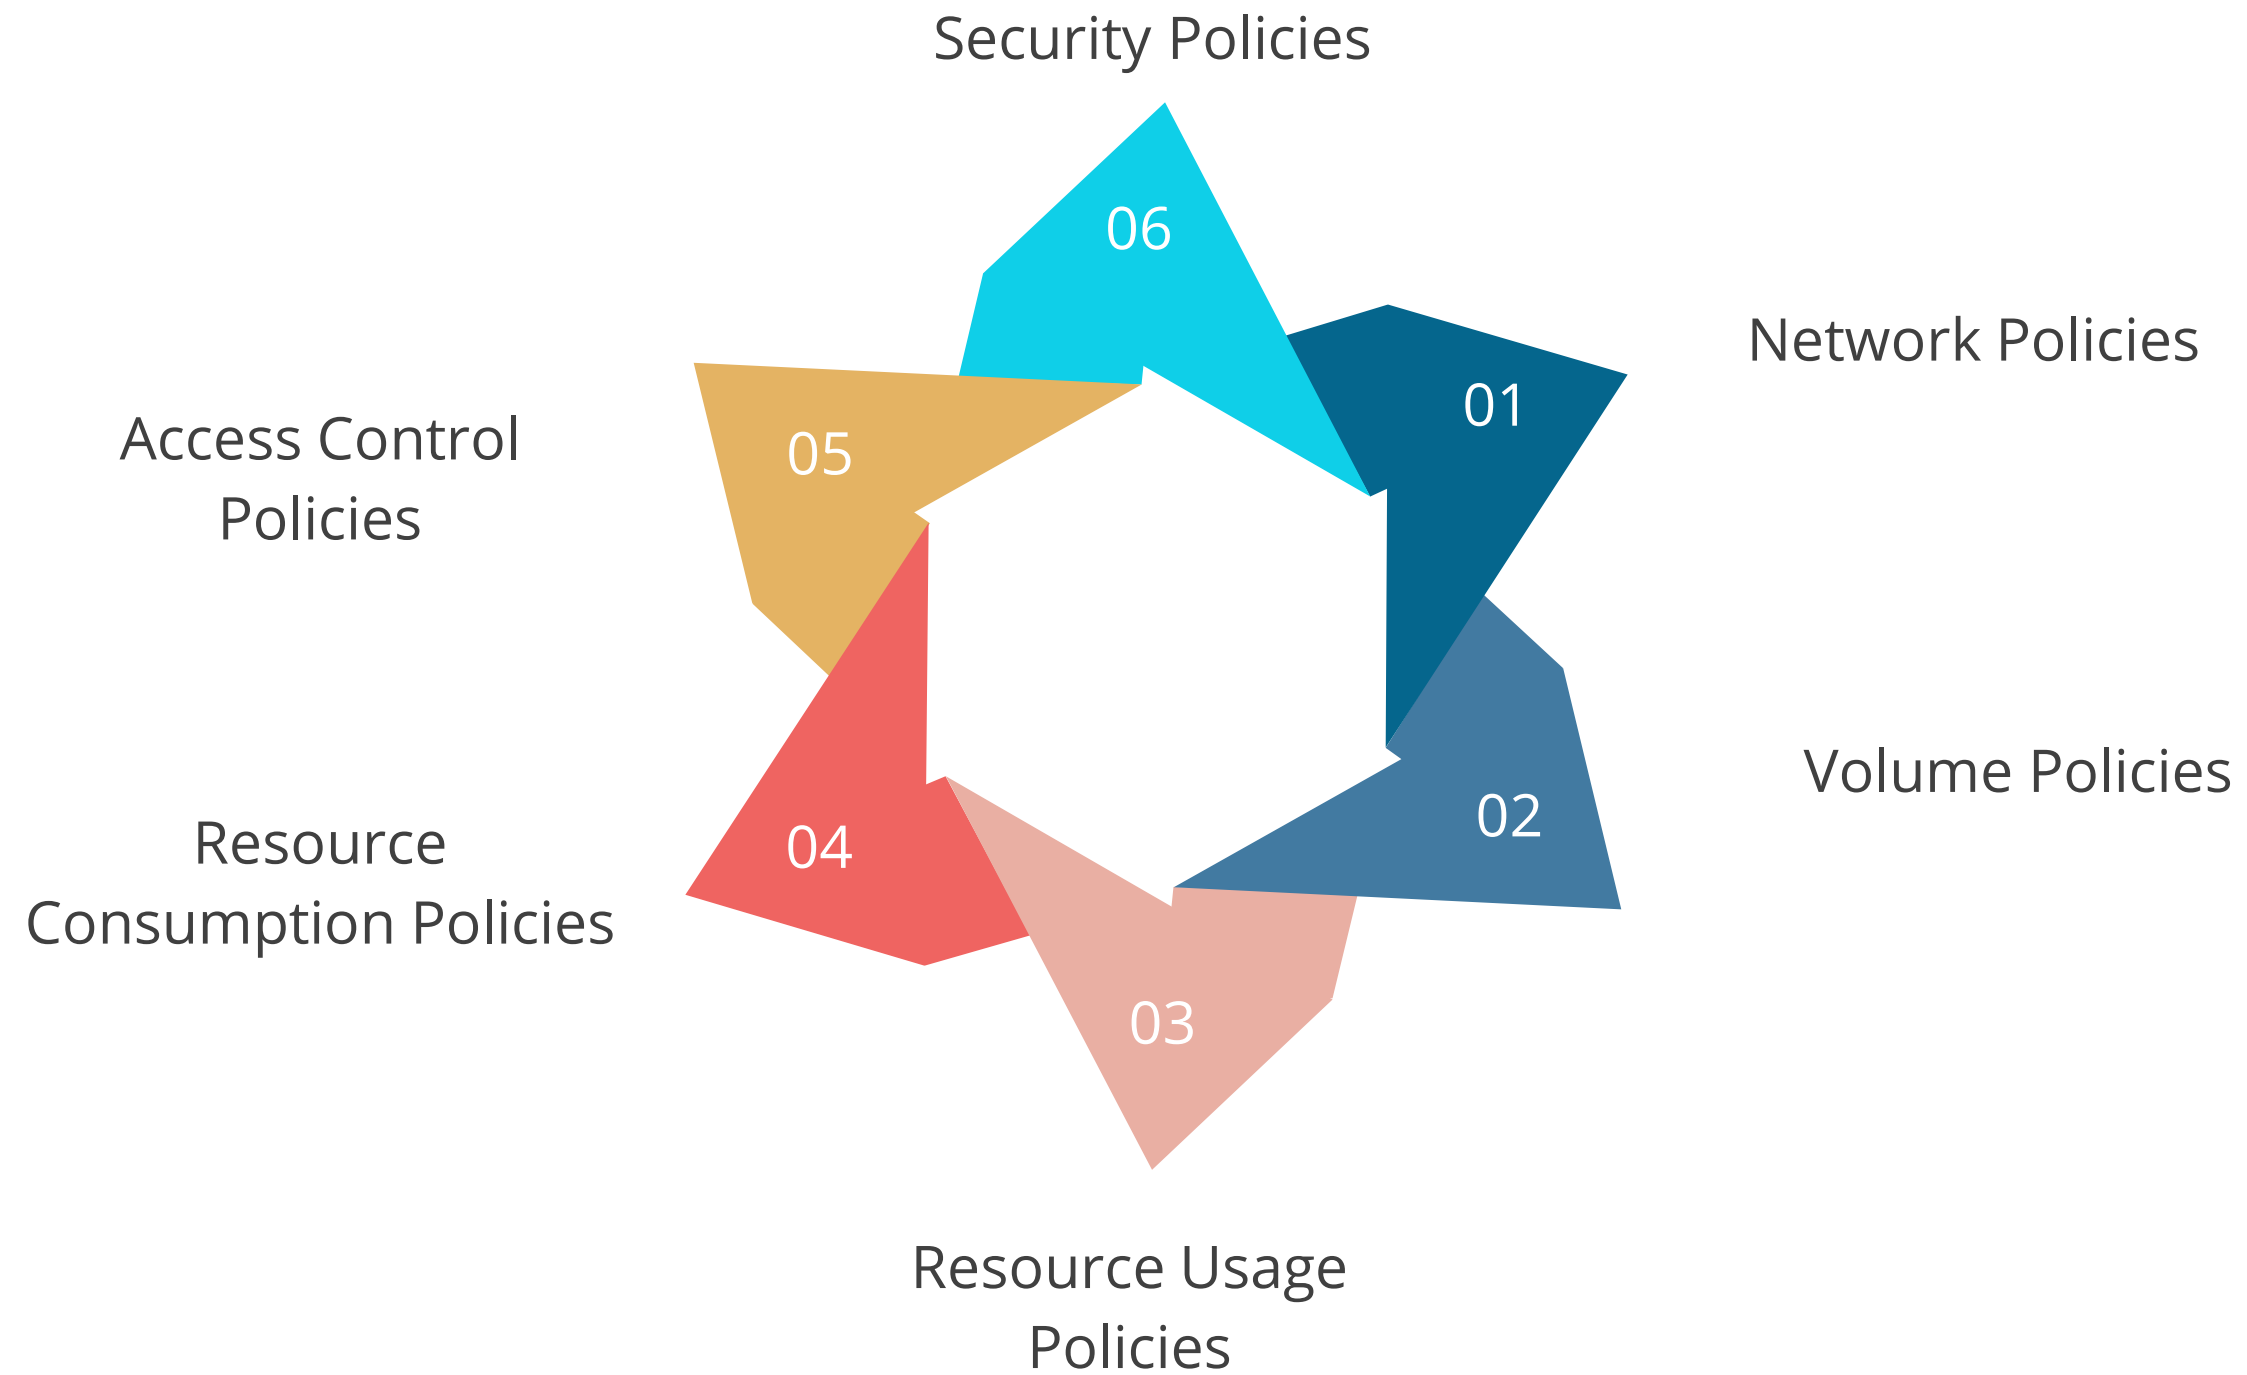 Security Policies
06
01
Network Policies
05
Access Control
Policies
02
Volume Policies
04
Resource
Consumption Policies
03
Resource Usage
Policies